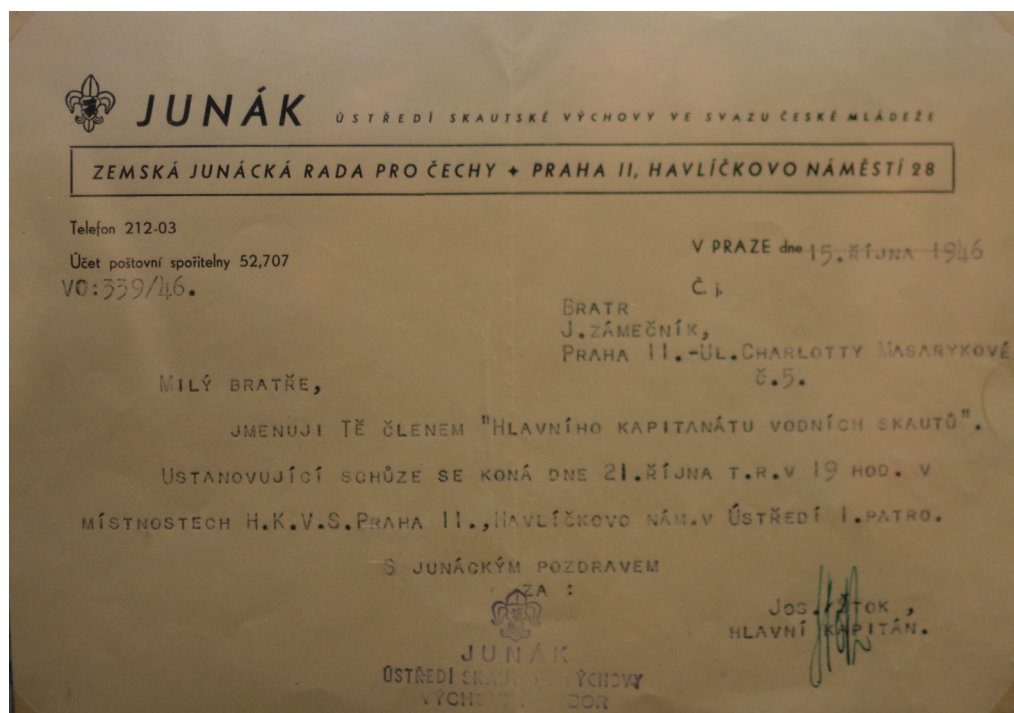 JUNÁK ÚSTŘEDÍ SKAUTSKÉ VÝCHOVY VE SVAZU ČESKÉ MLÁDEŽE
ZEMSKÁ JUNÁCKÁ RADA PRO ČECHY + PRAHA II, HAVLÍČKOVO NÁMĚSTÍ 28
Telefon 212-03
Účet poštovní spořitelny 52,707
V PRAZE dne 15.ŘÍJNA 1946
VO:339/46.
Č. j.
BRATR
J.ZÁMEČNÍK,
PRAHA II.-UL.CHARLOTTY MASARYKOVÉ
Č.5.
MILÝ BRATŘE,
JMENUJI TĚ ČLENEM "HLAVNÍHO KAPITANÁTU VODNÍCH SKAUTŮ".
USTANOVUJÍCÍ SCHŮZE SE KONÁ DNE 21.ŘÍJNA T.R.V 19 HOD. V
MÍSTNOSTECH H.K.V.S.PRAHA II.,HAVLÍČKOVO NÁM.V ÚSTŘEDÍ I.PATRO.
S JUNÁCKÝM POZDRAVEM
ZA :
JOS.ŠTOK ,
HLAVNÍ KAPITÁN.
JUNÁK
ÚSTŘEDÍ VÝCHOVY